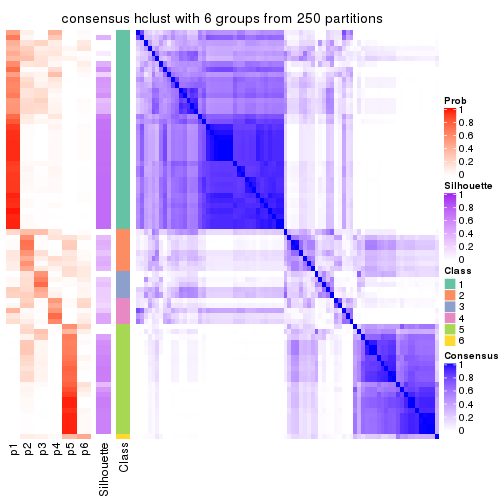 consensus hclust with 6 groups from 250 partitions
Prob
1
0.8
0.6
0.4
0.2
0
Silhouette
1
0.8
0.6
0.4
0.2
0
Class
1
2
3
4
5
6
Consensus
1
0.8
0.6
0.4
0.2
0
p1
p2
p3
p4
p5
p6
Silhouette
Class